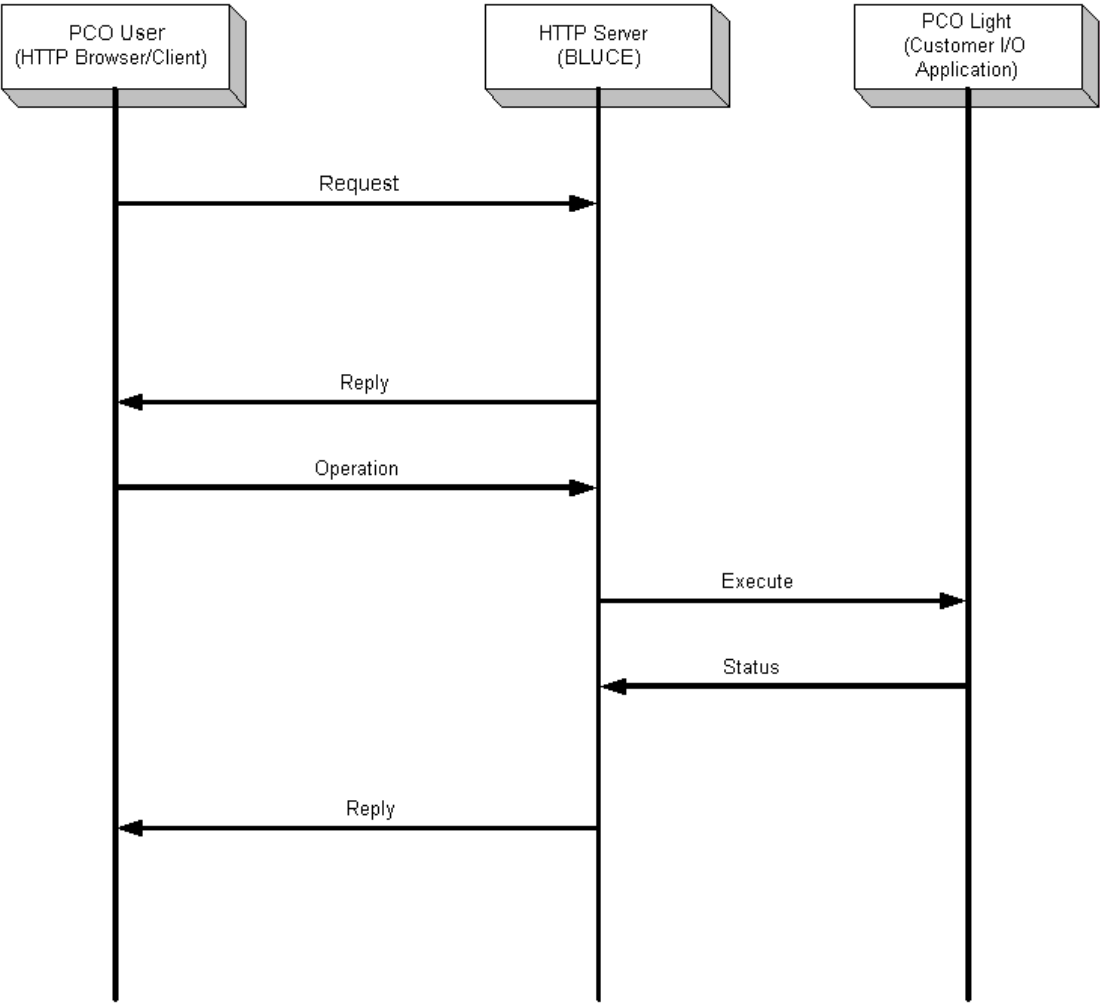 PCO User
(HTTP Browser/Client)
HTTP Server
(BLUCE)
PCO Light
(Customer I/O
Application)
Request
Reply
Operation
Execute
Status
Reply